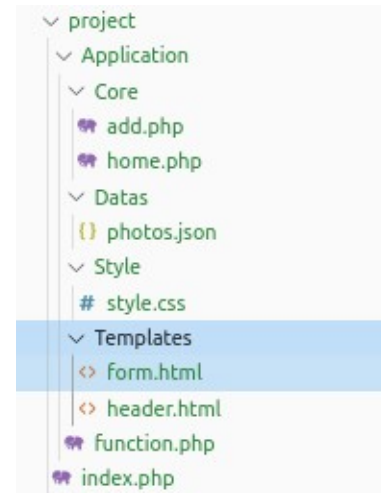 project
Application
Core
add.php
home.php
Datas
{} photos.json
Style
# style.css
Templates
<> form.html
<> header.html
function.php
index.php